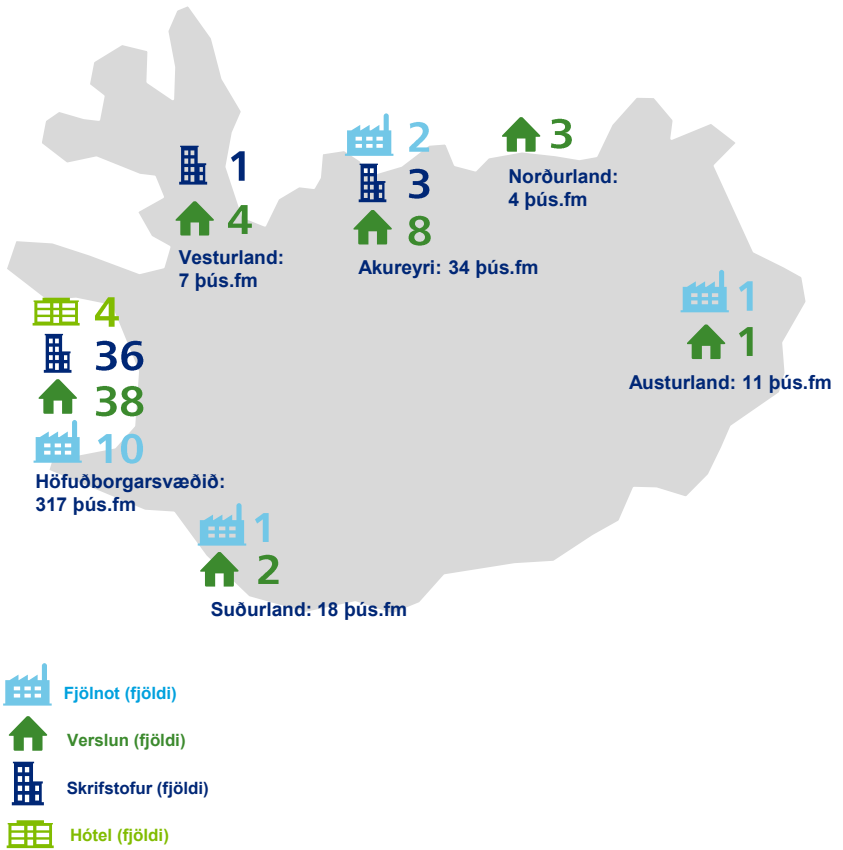 1
4
Vesturland:
7 þús.fm
2
3
8
Akureyri: 34 þús.fm
3
Norðurland:
4 þús.fm
1
1
Austurland: 11 þús.fm
4
36
38
10
Höfuðborgarsvæðið:
317 þús.fm
1
2
Suðurland: 18 þús.fm
Fjölnot (fjöldi)
Verslun (fjöldi)
Skrifstofur (fjöldi)
Hótel (fjöldi)